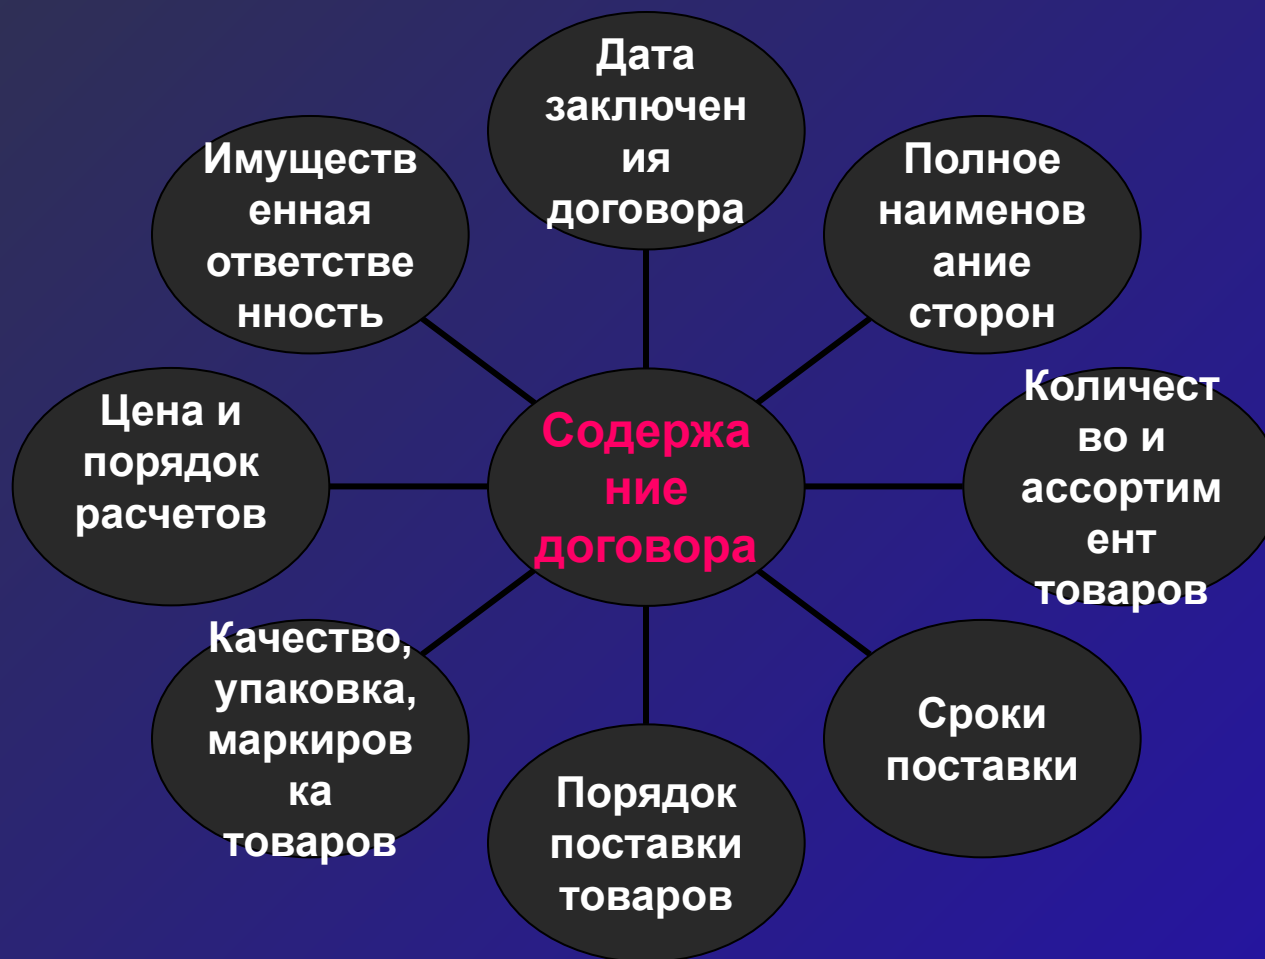 Дата
заключен
ия
договора
Полное
наименов
ание
сторон
Количест
во и
ассортим
ент
товаров
Сроки
поставки
Порядок
поставки
товаров
Качество,
упаковка,
маркиров
ка
товаров
Цена и
порядок
расчетов
Имуществ
енная
ответстве
нность
Содержа
ние
договора